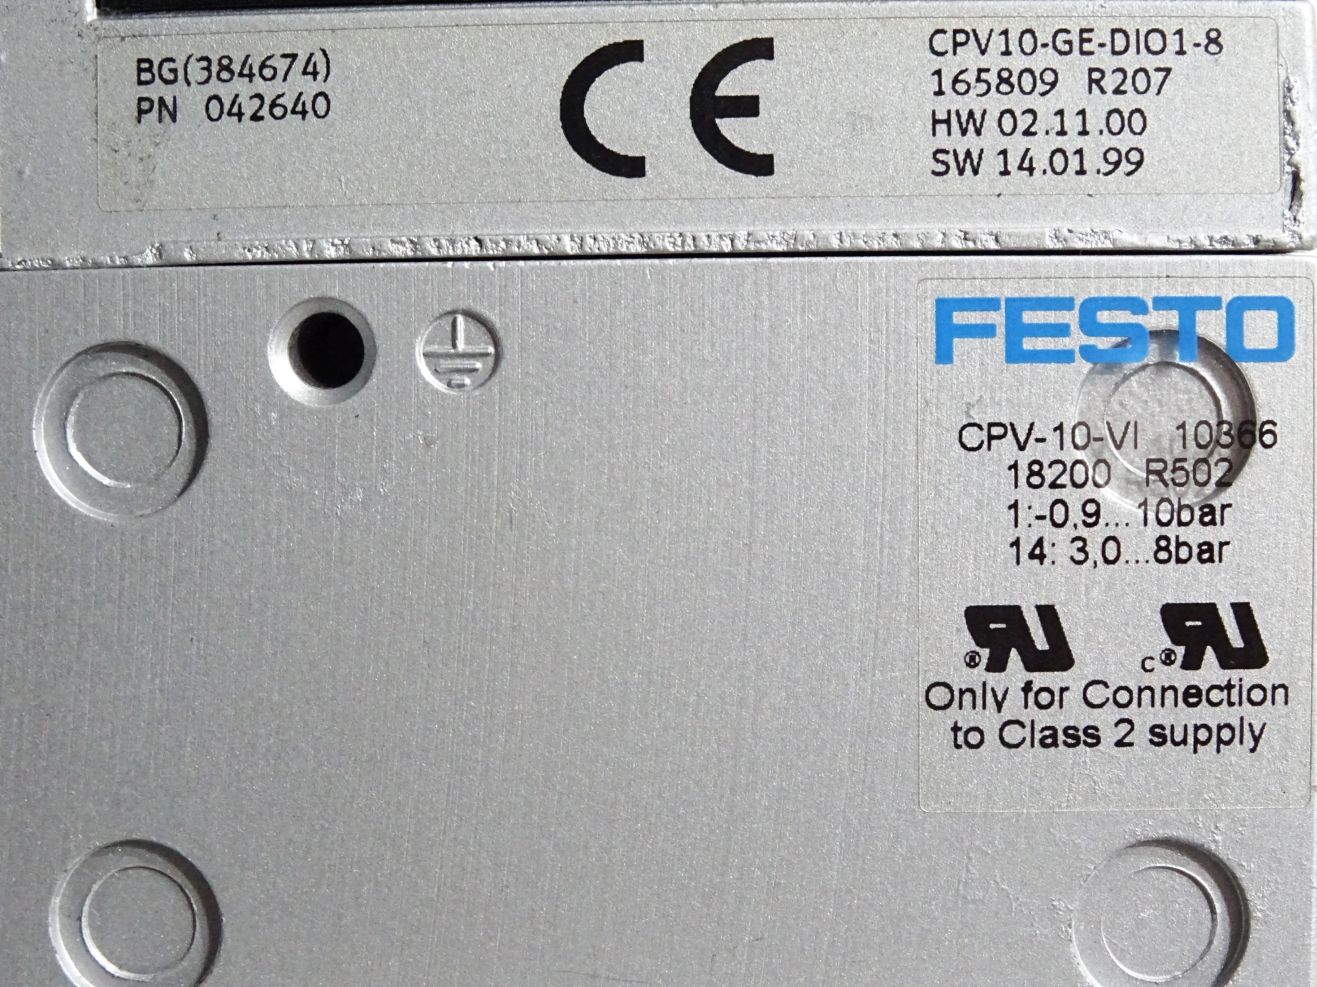 BG(384674)
PN 042640
CE
CPV10-GE-DIO1-8
165809 R207
HW 02.11.00
SW 14.01.99
FESTO
CPV-10-VI 10366
18200 R502
1:-0,9...10bar
14: 3,0...8bar
® RU c ® RU
Only for Connection
to Class 2 supply